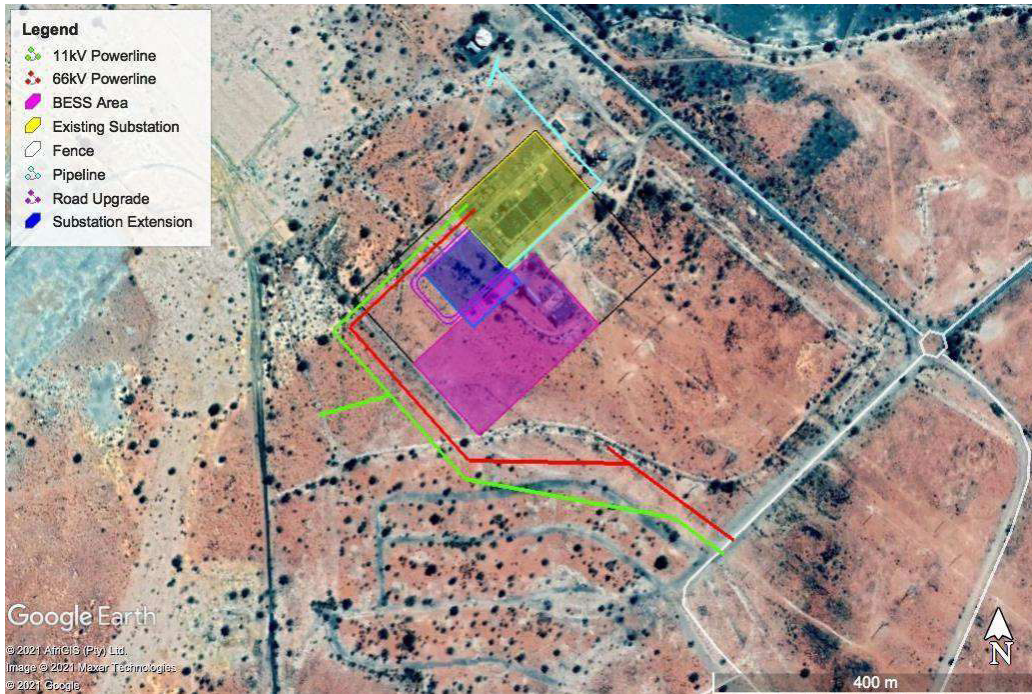 Legend
11kV Powerline
66kV Powerline
BESS Area
Existing Substation
Fence
Pipeline
Road Upgrade
Substation Extension
Google Earth
© 2021 AfriGIS (Pty) Ltd.
Image © 2021 Maxar Technologies
© 2021 Google
400 m
N